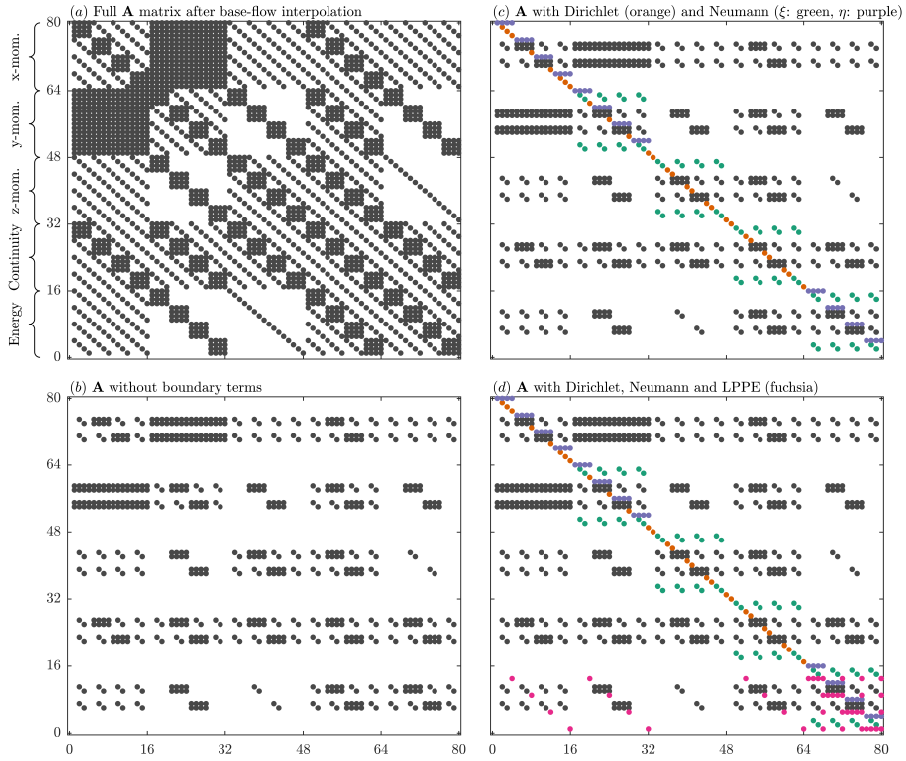 (a) Full A matrix after base-flow interpolation
(c) A with Dirichlet (orange) and Neumann (ξ: green, η: purple)
80
64
48
32
16
0
x-mom.
y-mom.
z-mom.
Continuity
Energy
(b) A without boundary terms
(d) A with Dirichlet, Neumann and LPPE (fuchsia)
80
64
48
32
16
0
0 16 32 48 64 80
0 16 32 48 64 80